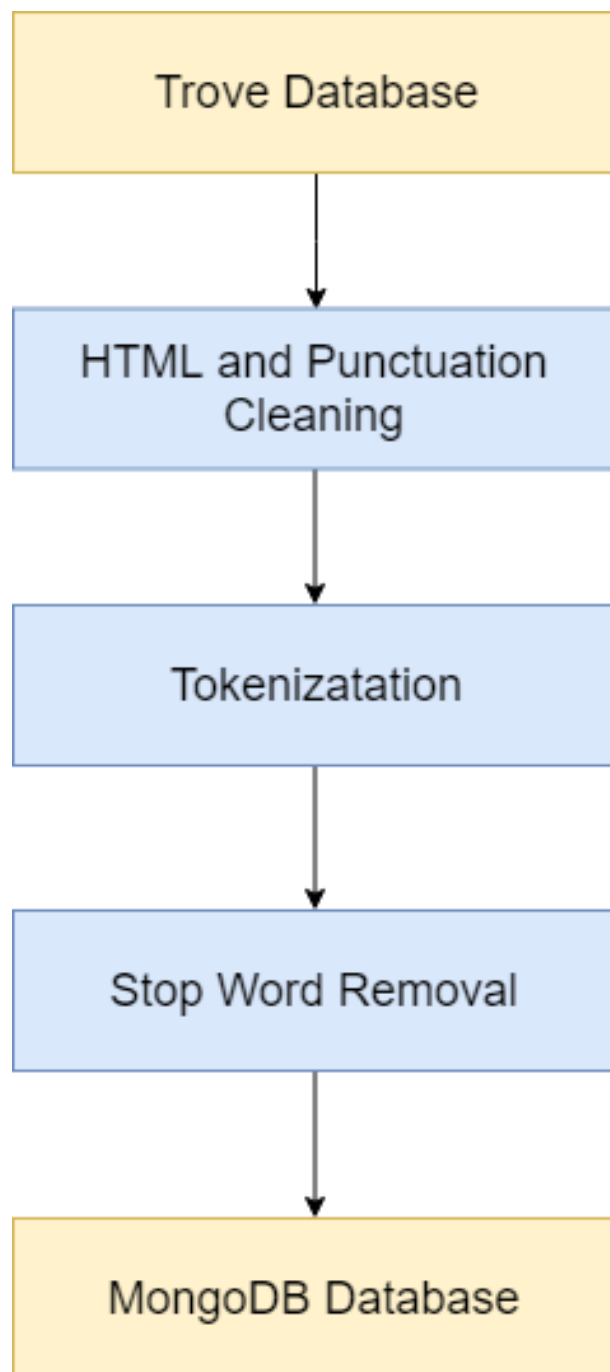 Trove Database
HTML and Punctuation
Cleaning
Tokenizatation
Stop Word Removal
MongoDB Database